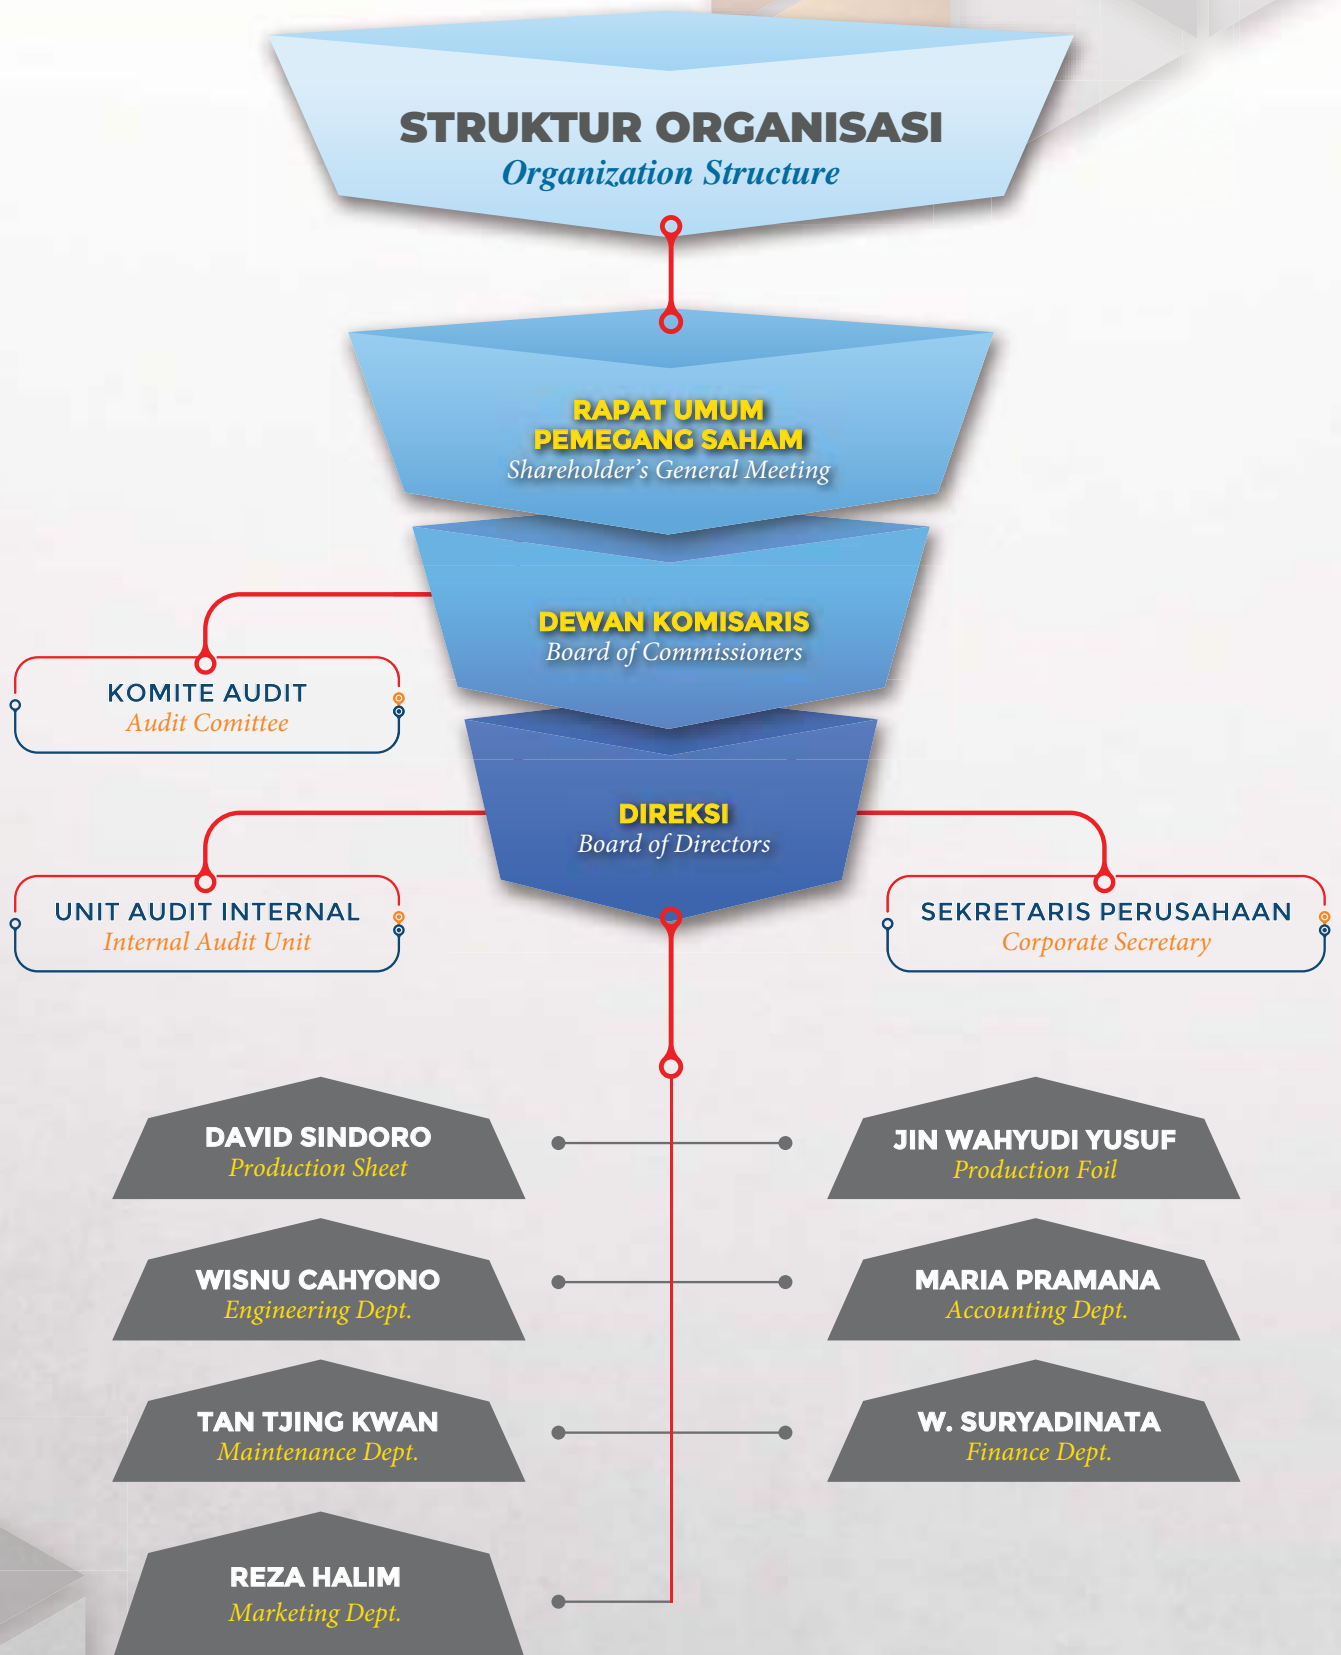 STRUKTUR ORGANISASI
Organization Structure
RAPAT UMUM
PEMEGANG SAHAM
Shareholder's General Meeting
DEWAN KOMISARIS
Board of Commissioners
KOMITE AUDIT
Audit Comittee
DIREKSI
Board of Directors
UNIT AUDIT INTERNAL
Internal Audit Unit
SEKRETARIS PERUSAHAAN
Corporate Secretary
DAVID SINDORO
Production Sheet
JIN WAHYUDI YUSUF
Production Foil
WISNU CAHYONO
Engineering Dept.
MARIA PRAMANA
Accounting Dept.
TAN TJING KWAN
Maintenance Dept.
W. SURYADINATA
Finance Dept.
REZA HALIM
Marketing Dept.